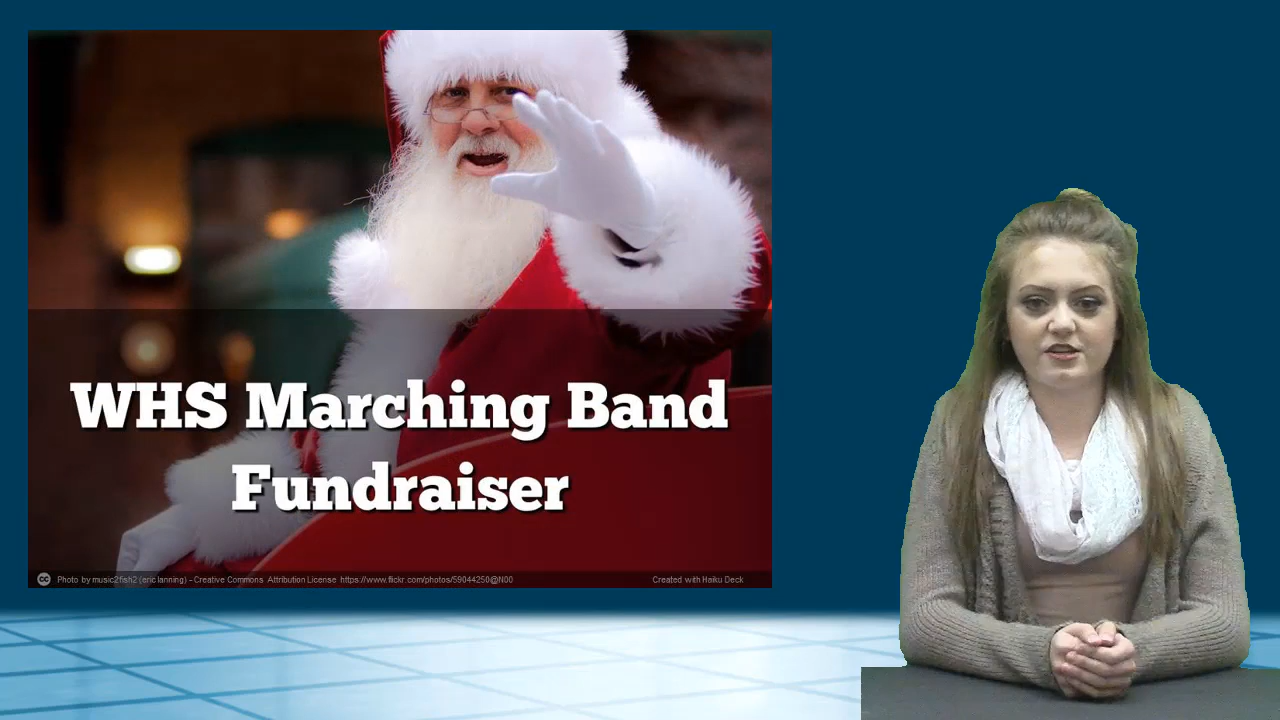 WHS Marching Band
Fundraiser
Photo by music2fish2 (eric lanning) - Creative Commons Attribution License https://www.flickr.com/photos/59044250@N00
Created with Haiku Deck